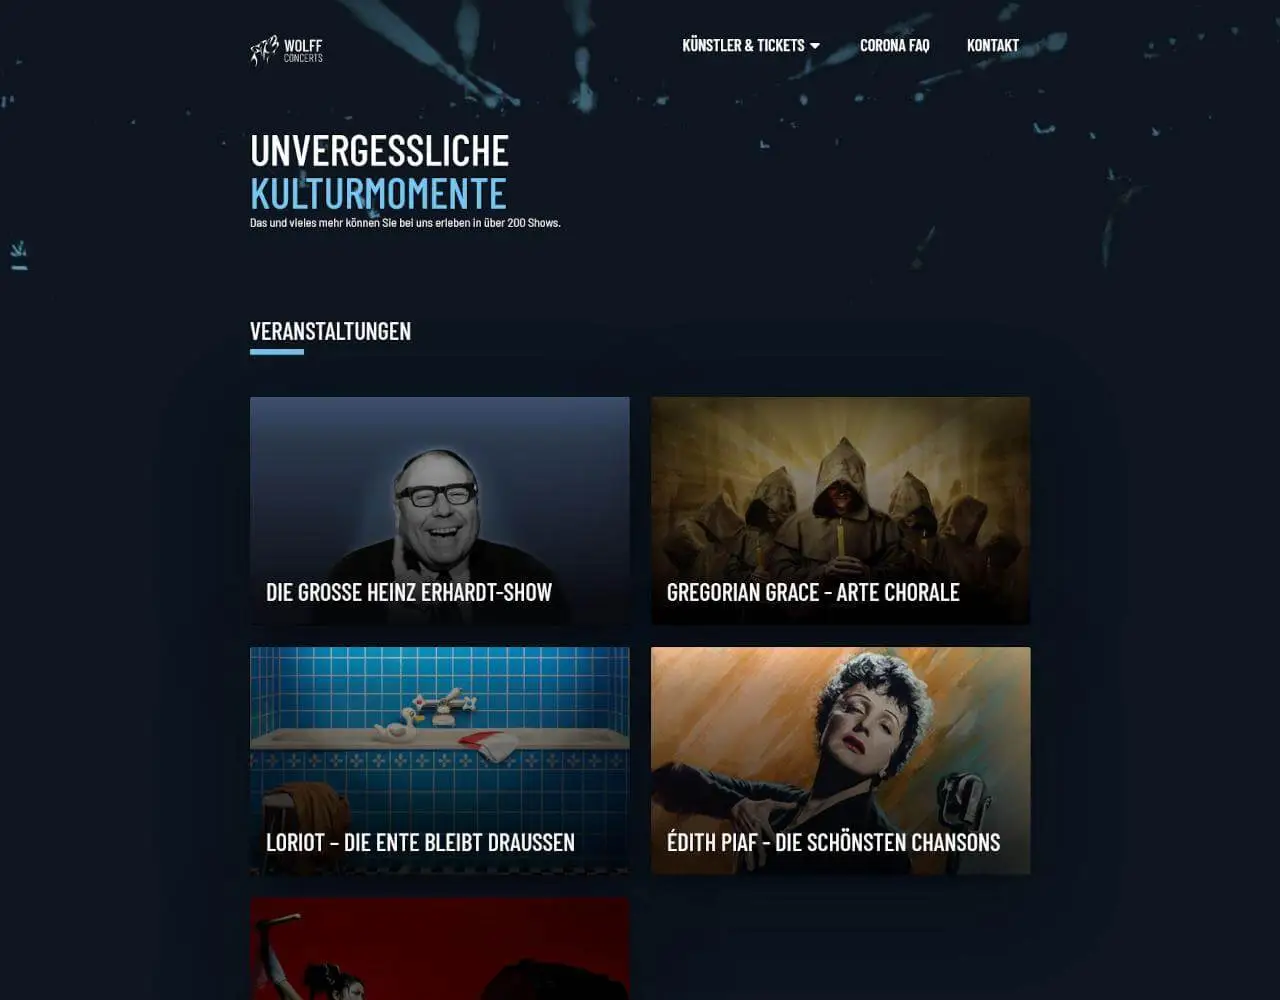 WOLFF
CONCERTS
KÜNSTLER & TICKETS
CORONA FAQ
KONTAKT
UNVERGESSLICHE
KULTURMOMENTE
Das und vieles mehr können Sie bei uns erleben in über 200 Shows.
VERANSTALTUNGEN
DIE GROSSE HEINZ ERHARDT-SHOW
GREGORIAN GRACE - ARTE CHORALE
LORIOT – DIE ENTE BLEIBT DRAUSSEN
ÉDITH PIAF - DIE SCHÖNSTEN CHANSONS